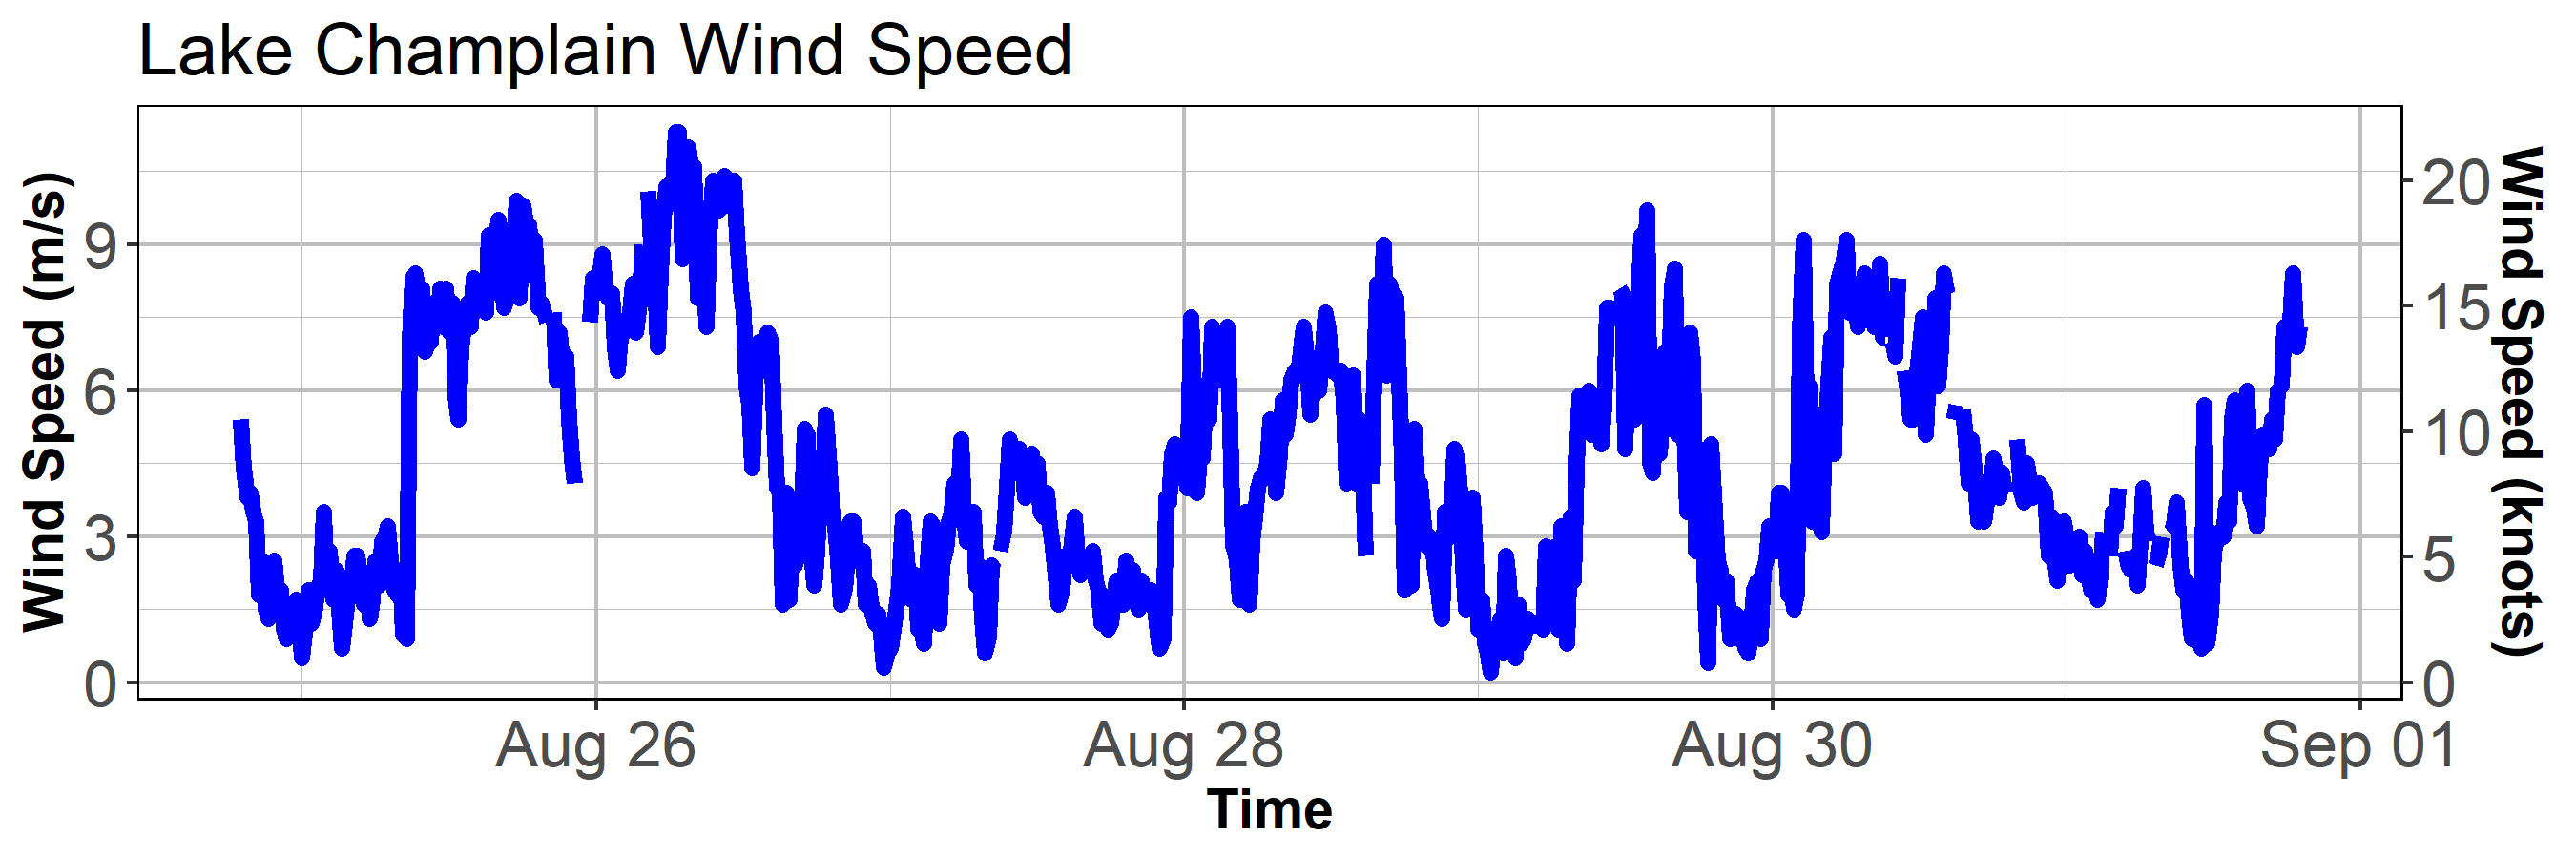 Lake Champlain Wind Speed
Wind Speed (m/s)
9
6
3
0
20
15
10
5
0
Wind Speed (knots)
Aug 26
Aug 28
Aug 30
Sep 01
Time